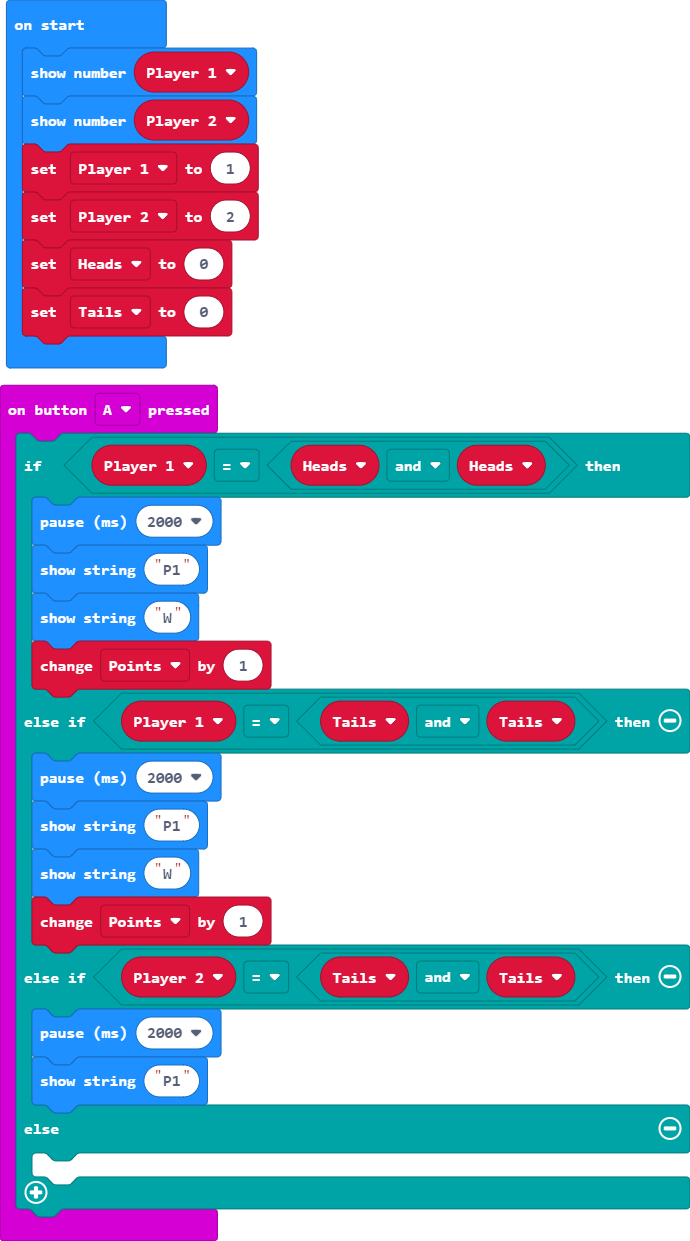 on start
show number Player 1
show number Player 2
set Player 1 to 1
set Player 2 to 2
set Heads to 0
set Tails to 0
on button A pressed
if Player 1 = Heads and Heads then
pause (ms) 2000
show string "P1"
show string "W"
change Points by 1
else if Player 1 = Tails and Tails then
pause (ms) 2000
show string "P1"
show string "W"
change Points by 1
else if Player 2 = Tails and Tails then
pause (ms) 2000
show string "P1"
else